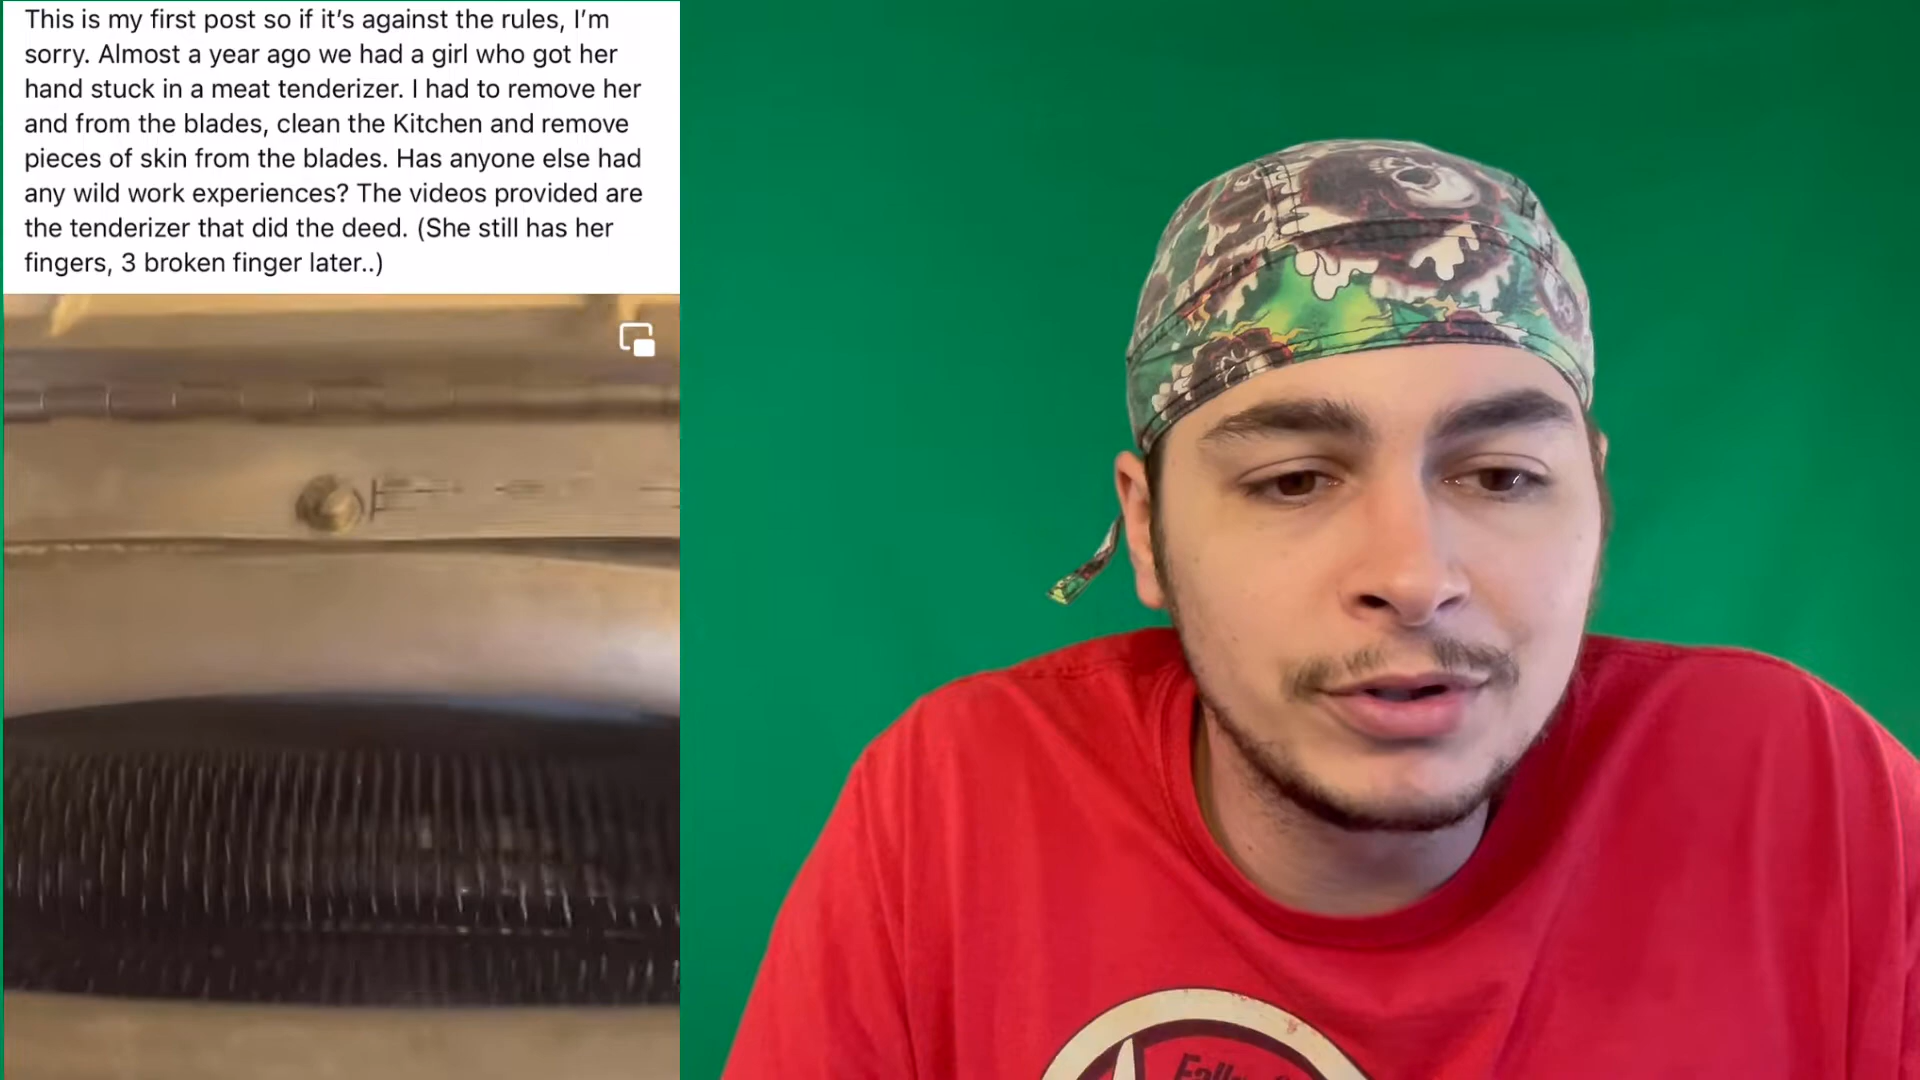 This is my first post so if it’s against the rules, I’m
sorry. Almost a year ago we had a girl who got her
hand stuck in a meat tenderizer. I had to remove her
and from the blades, clean the Kitchen and remove
pieces of skin from the blades. Has anyone else had
any wild work experiences? The videos provided are
the tenderizer that did the deed. (She still has her
fingers, 3 broken finger later..)